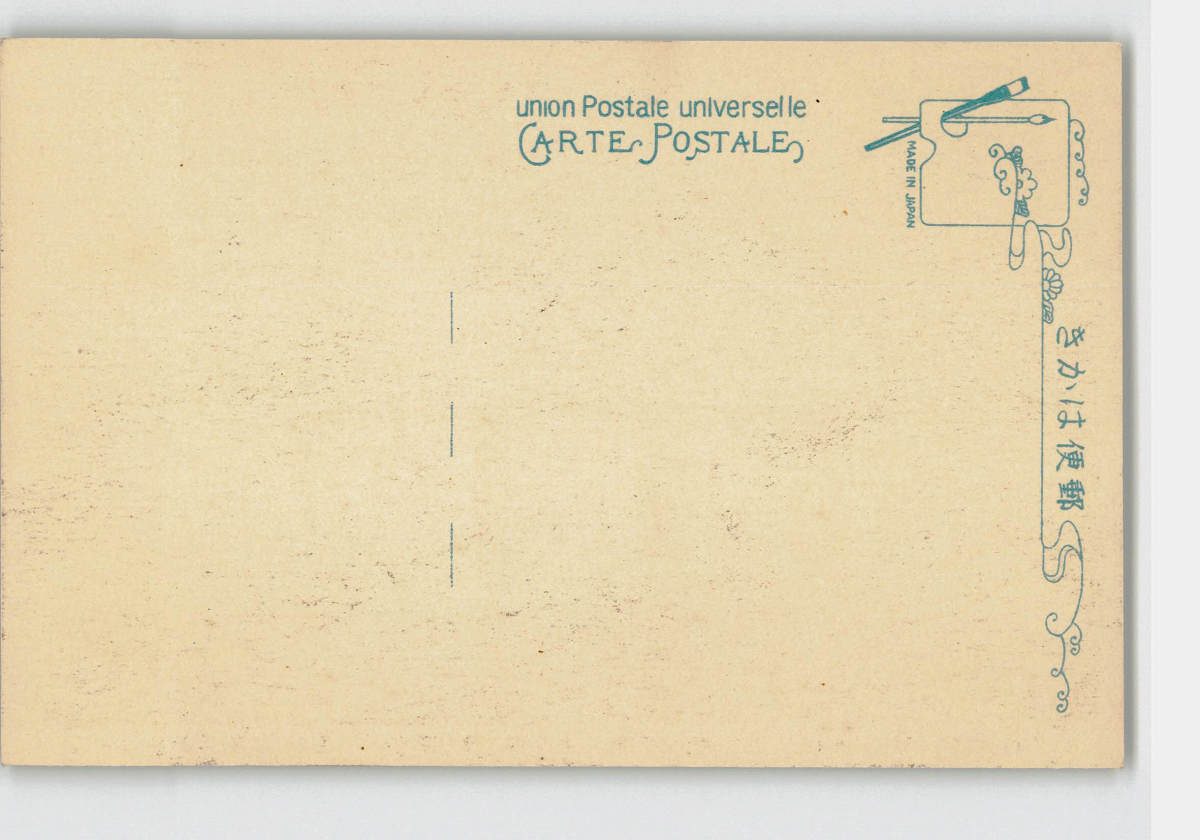 union Postale universelle
CARTE POSTALE
MADE IN JAPAN
郵便はかき